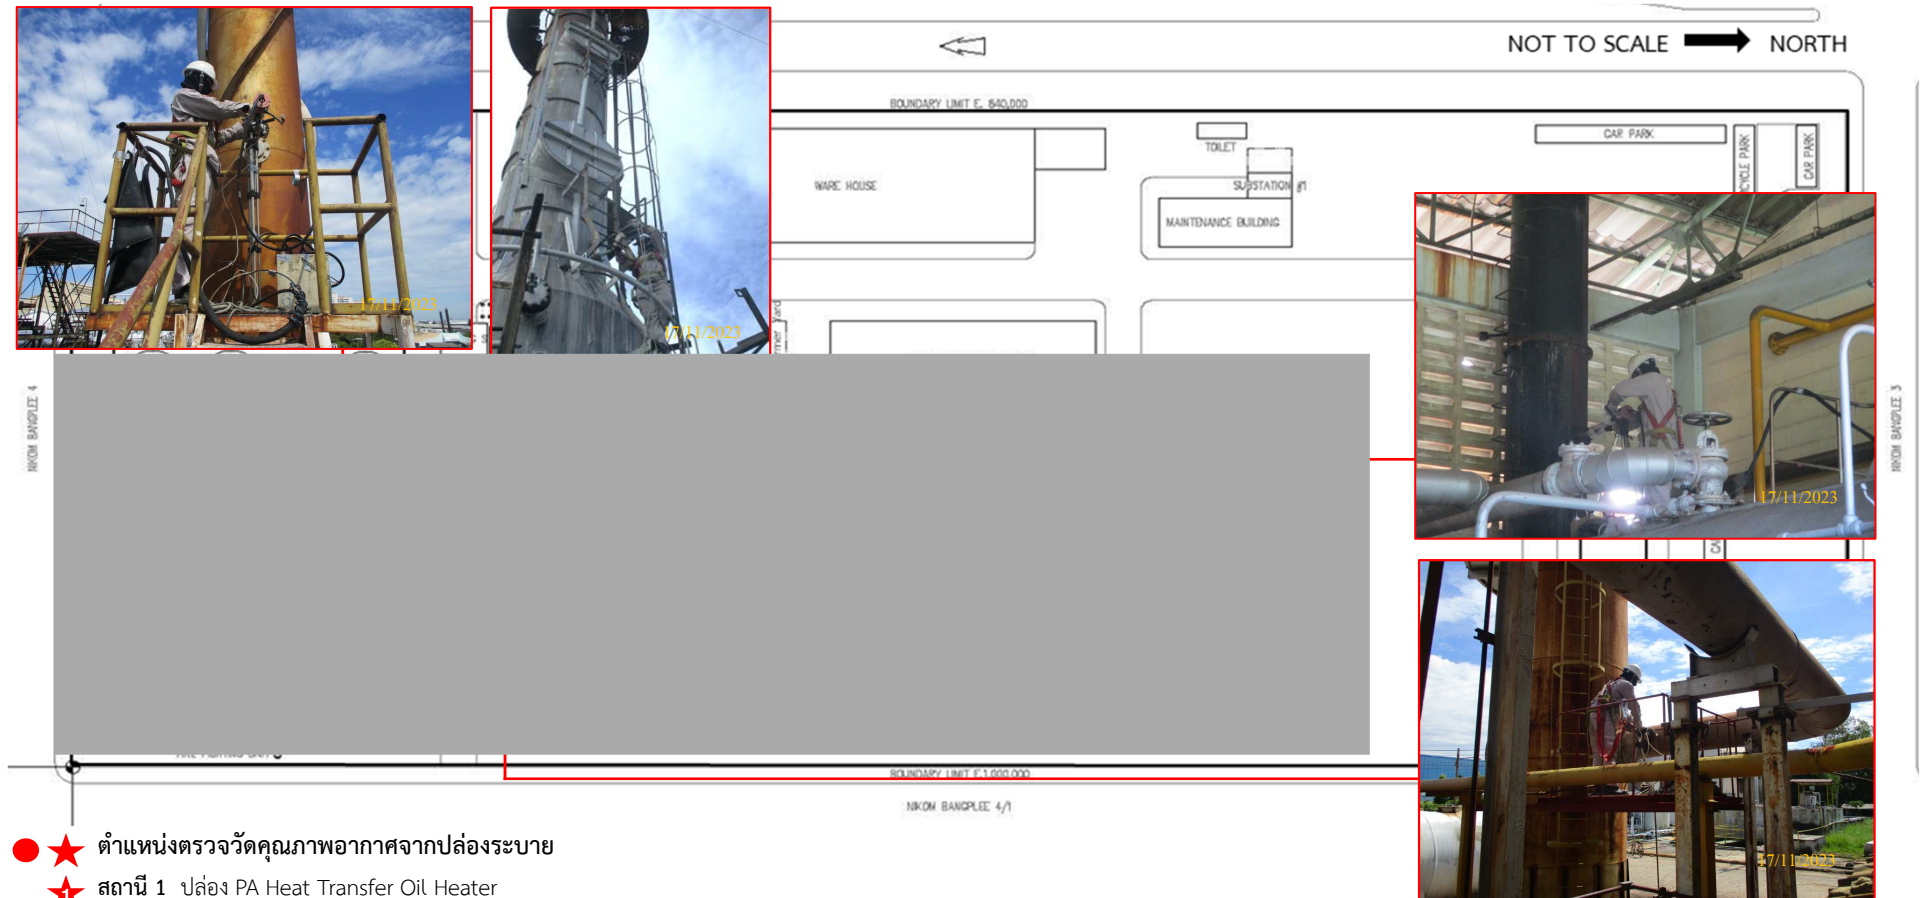 NOT TO SCALE NORTH
BOUNDARY LIMIT E. 640,000
CAR PARK
CAR PARK
TOILET
WARE HOUSE
SUBSTATION #1
MAINTENANCE BUILDING
17/11/2023
17/11/2023
17/11/2023
NIKOM BANGPLEE 4
NIKOM BANGPLEE 3
BOUNDARY LIMIT E.1,000,000
NIKOM BANGPLEE 4/1
17/11/2023
ตำแหน่งตรวจวัดคุณภาพอากาศจากปล่องระบาย
1 สถานี 1 ปล่อง PA Heat Transfer Oil Heater